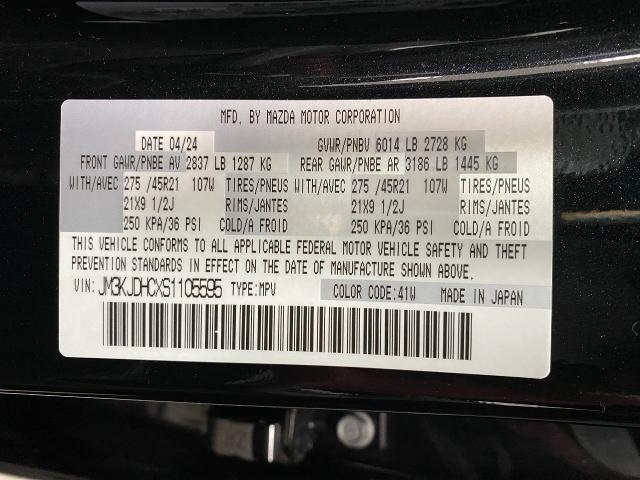 MFD. BY MAZDA MOTOR CORPORATION
DATE 04/24 GVWR/PNBV 6014 LB 2728 KG
FRONT GAWR/PNBE AV 2837 LB 1287 KG REAR GAWR/PNBE AR 3186 LB 1445 KG
WITH/AVEC 275 /45R21 107W TIRES/PNEUS WITH/AVEC 275 /45R21 107W TIRES/PNEUS
21X9 1/2J RIMS/JANTES 21X9 1/2J RIMS/JANTES
250 KPA/36 PSI COLD/A FROID 250 KPA/36 PSI COLD/A FROID
THIS VEHICLE CONFORMS TO ALL APPLICABLE FEDERAL MOTOR VEHICLE SAFETY AND THEFT
PREVENTION STANDARDS IN EFFECT ON THE DATE OF MANUFACTURE SHOWN ABOVE.
VIN: JM3KJDHCXS1105595 TYPE:MPV COLOR CODE:41W MADE IN JAPAN